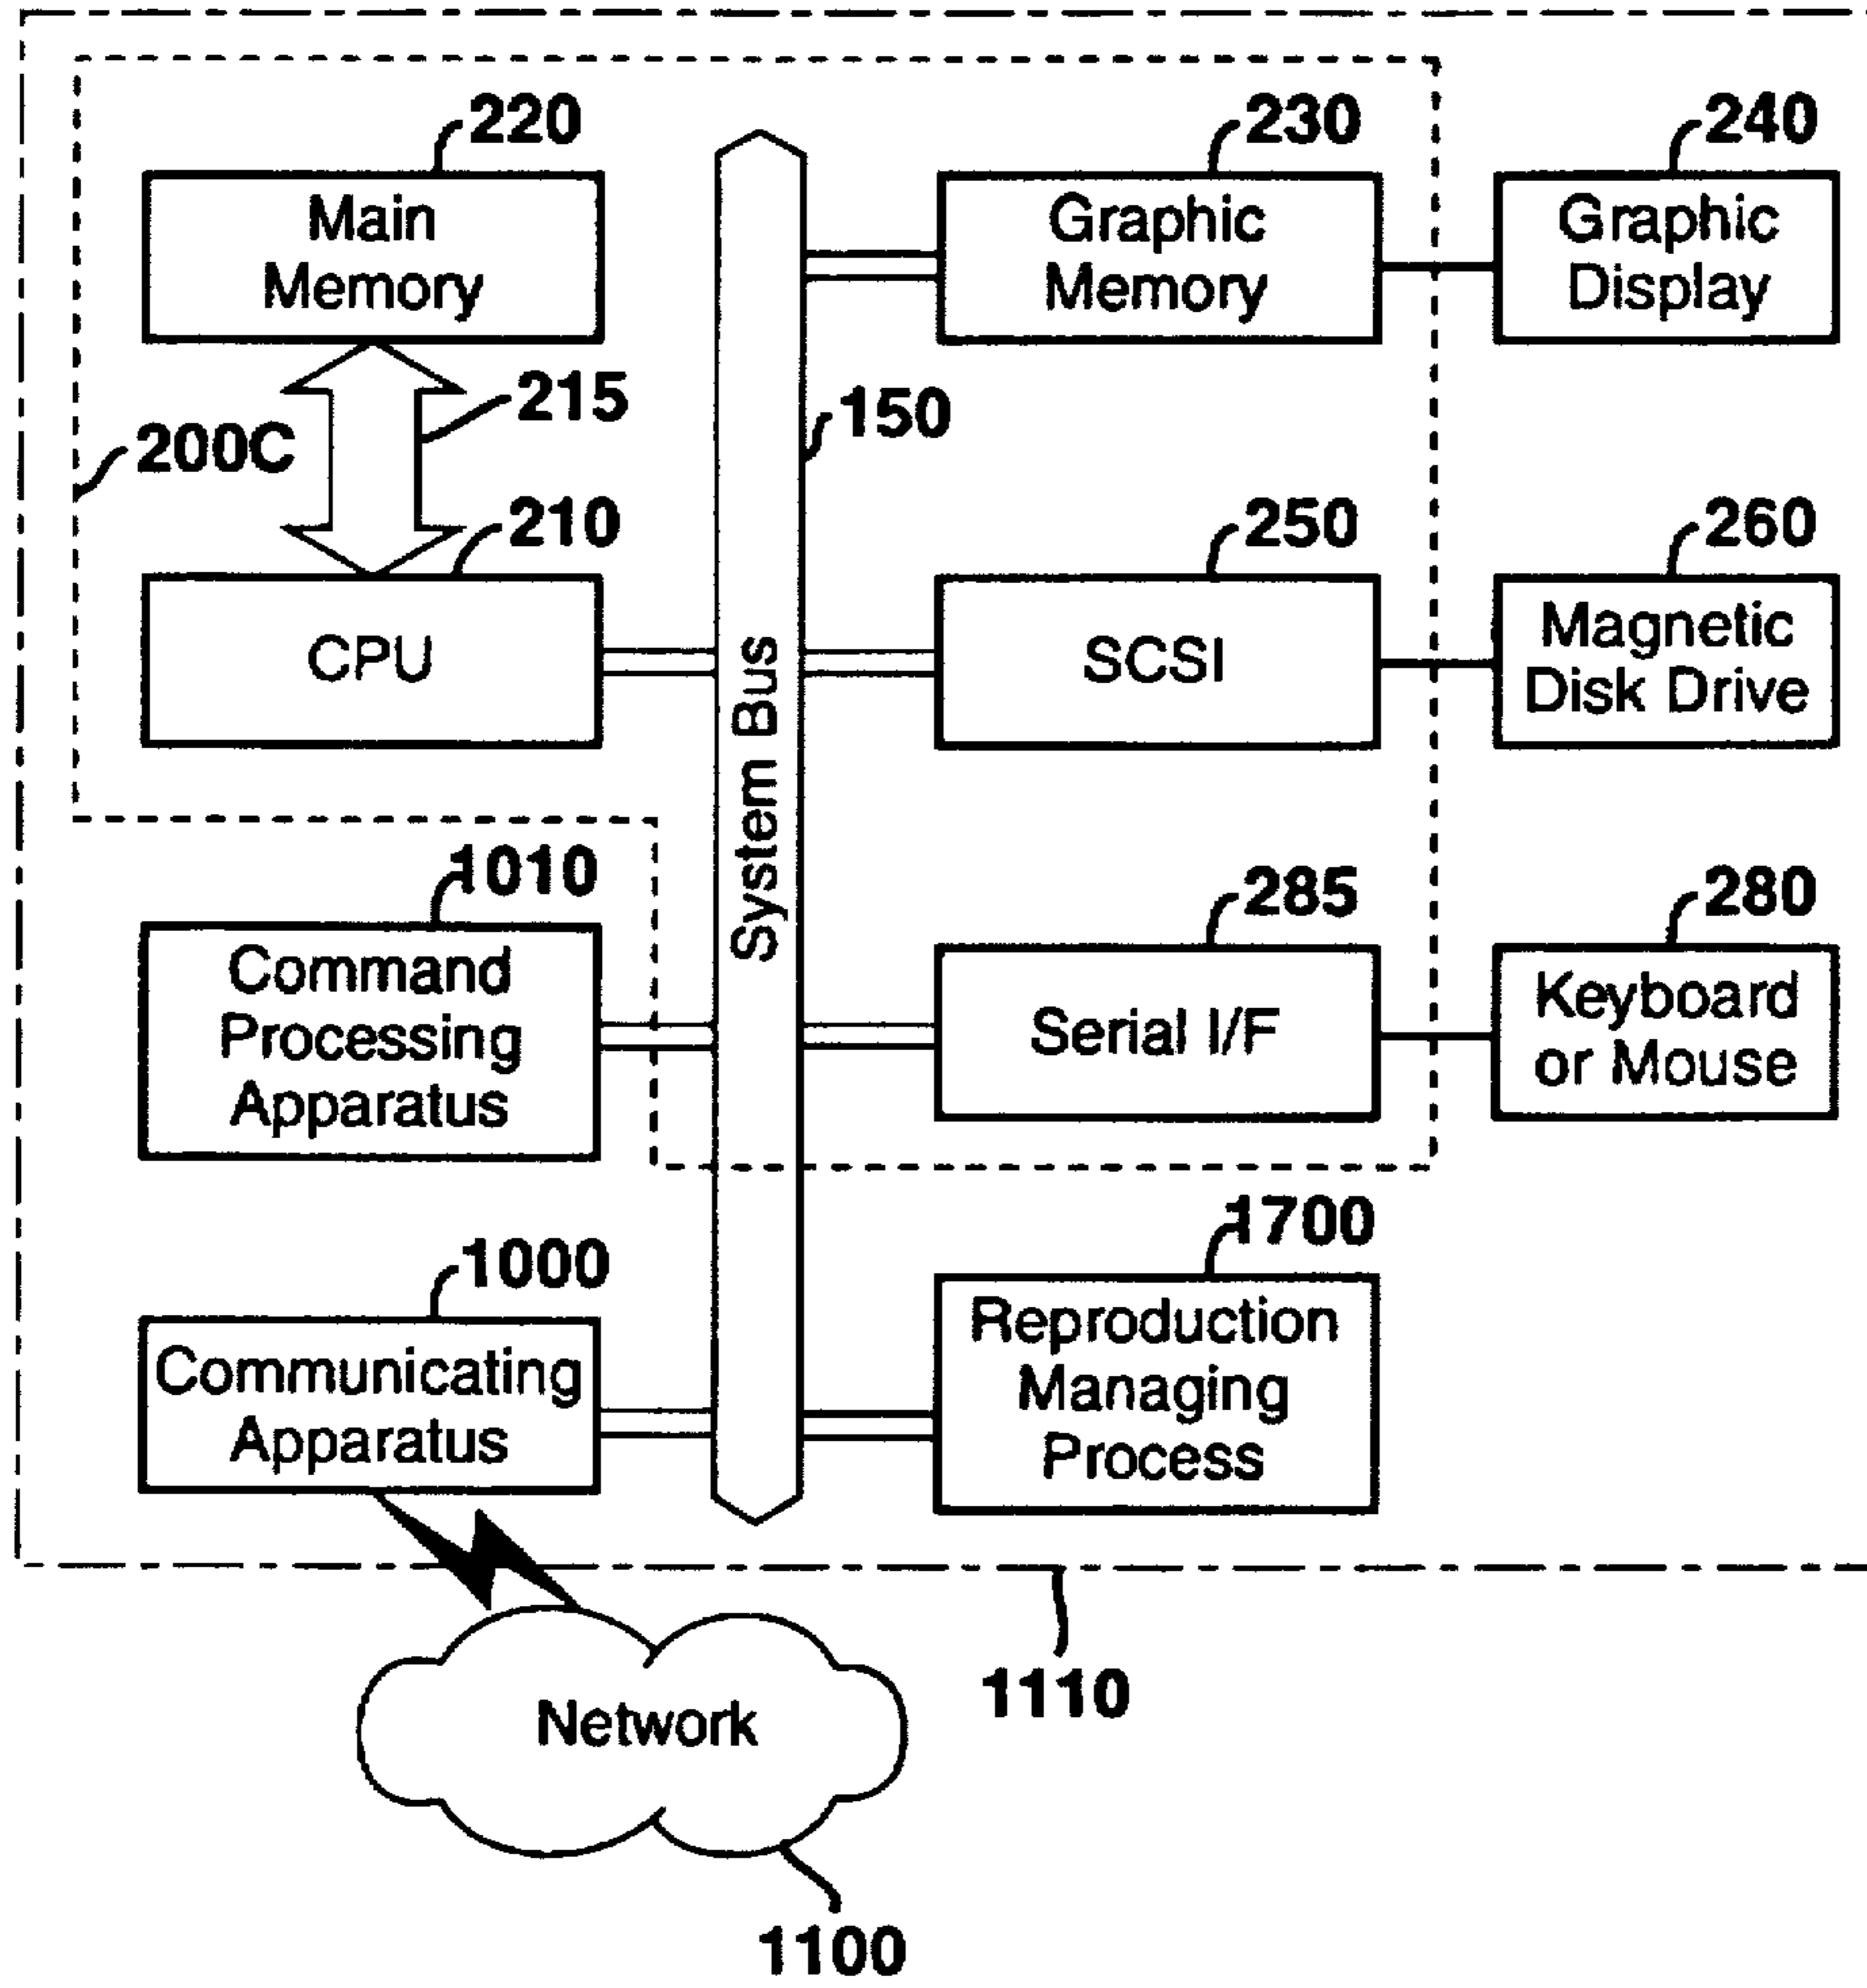 220
230
240
Main
Memory
Graphic
Memory
Graphic
Display
215
150
200C
210
250
260
CPU
SCSI
Magnetic
Disk Drive
System Bus
1010
285
280
Command
Processing
Apparatus
Serial I/F
Keyboard
or Mouse
1000
1700
Communicating
Apparatus
Reproduction
Managing
Process
1110
Network
1100